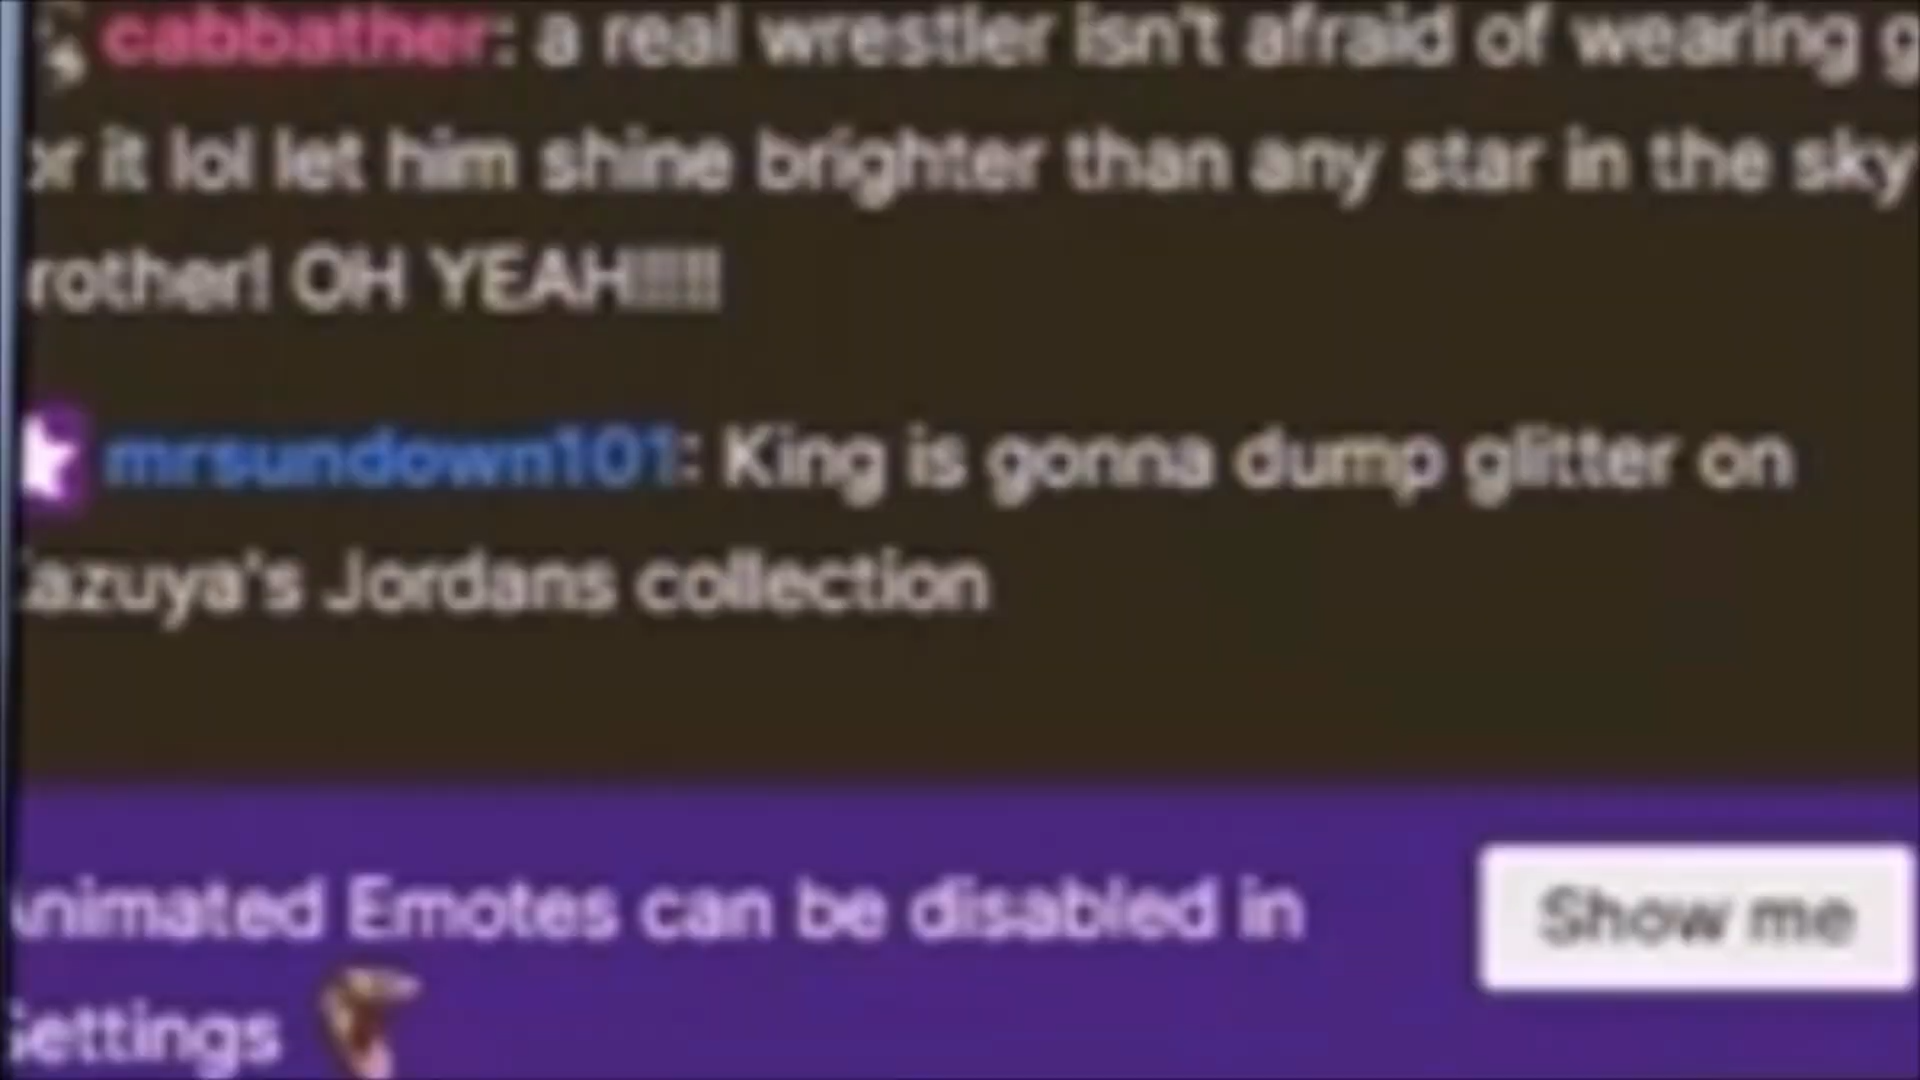 cabbather: a real wrestler isn't afraid of wearing g
or it lol let him shine brighter than any star in the sky
rother! OH YEAH!!!!!
mrsundown101: King is gonna dump glitter on
azuya's Jordans collection
Animated Emotes can be disabled in
Settings
Show me